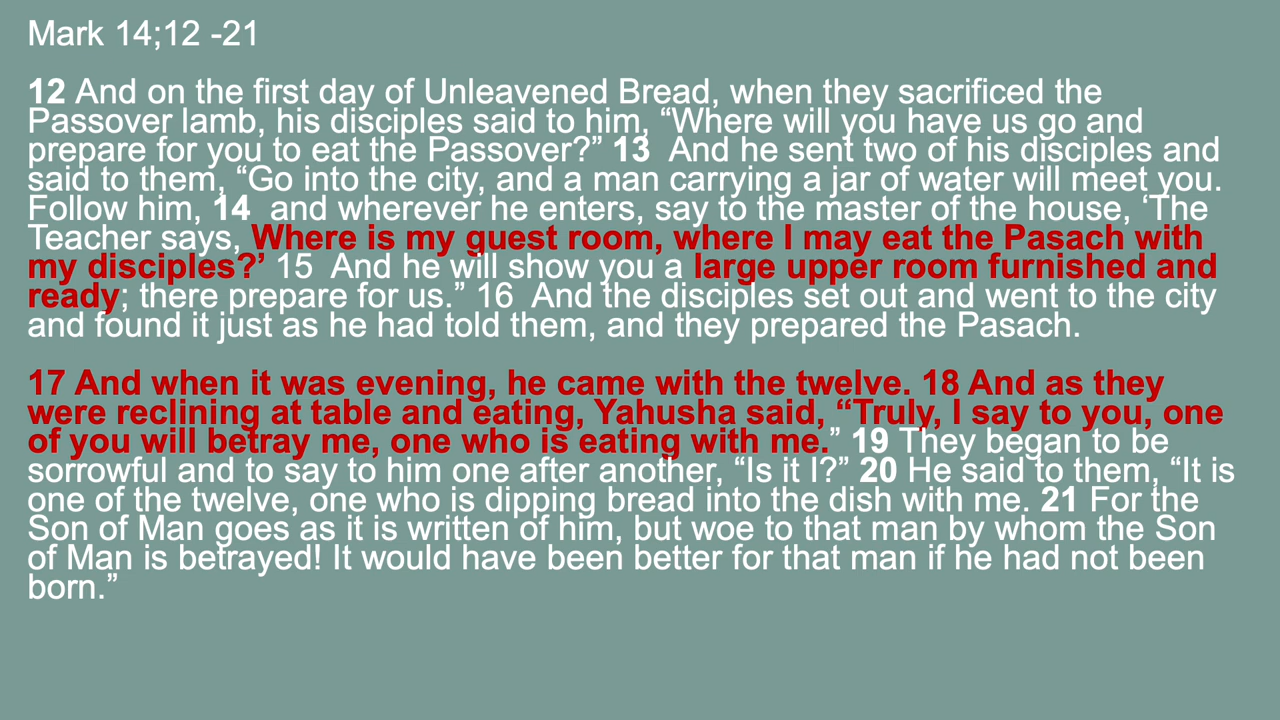 Mark 14;12 -21
12 And on the first day of Unleavened Bread, when they sacrificed the
Passover lamb, his disciples said to him, “Where will you have us go and
prepare for you to eat the Passover?” 13  And he sent two of his disciples and
said to them, “Go into the city, and a man carrying a jar of water will meet you.
Follow him, 14  and wherever he enters, say to the master of the house, ‘The
Teacher says, Where is my guest room, where I may eat the Pasach with
my disciples?’ 15  And he will show you a large upper room furnished and
ready; there prepare for us.” 16  And the disciples set out and went to the city
and found it just as he had told them, and they prepared the Pasach.
17 And when it was evening, he came with the twelve. 18 And as they
were reclining at table and eating, Yahusha said, “Truly, I say to you, one
of you will betray me, one who is eating with me.” 19 They began to be
sorrowful and to say to him one after another, “Is it I?” 20 He said to them, “It is
one of the twelve, one who is dipping bread into the dish with me. 21 For the
Son of Man goes as it is written of him, but woe to that man by whom the Son
of Man is betrayed! It would have been better for that man if he had not been
born.”